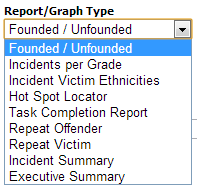 Report/Graph Type
Founded / Unfounded
Founded / Unfounded
Incidents per Grade
Incident Victim Ethnicities
Hot Spot Locator
Task Completion Report
Repeat Offender
Repeat Victim
Incident Summary
Executive Summary